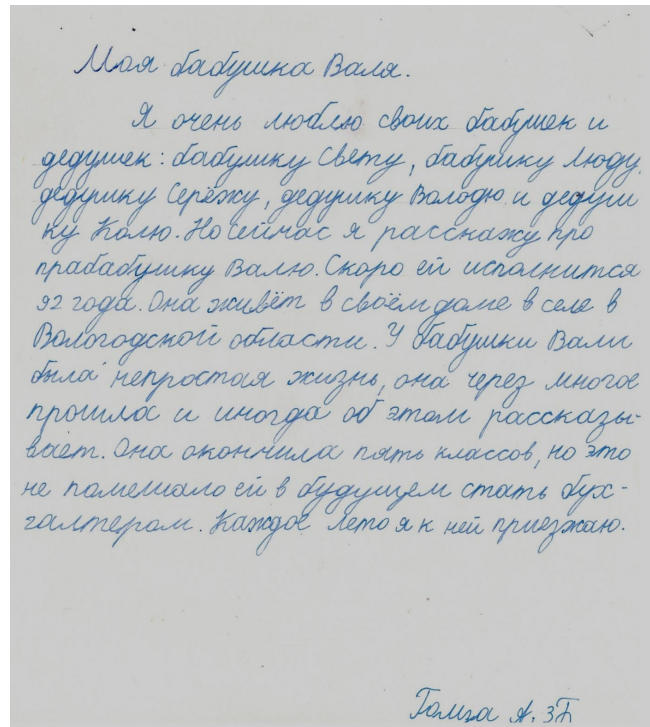 Моя бабушка Валя.
Я очень люблю своих бабушек и
дедушек: бабушку Свету, бабушку Люду,
дедушку Серёжу, дедушку Володю и дедуш
ку Колю. Но сейчас я расскажу про
прабабушку Валю. Скоро ей исполнится
92 года. Она живёт в своём доме в селе в
Вологодской области. У бабушки Вали
была непростая жизнь, она через многое
прошла и иногда об этом рассказы-
вает. Она окончила пять классов, но это
не помешало ей в будущем стать бух-
галтером. Каждое лето я к ней приезжаю.
А. 3Б